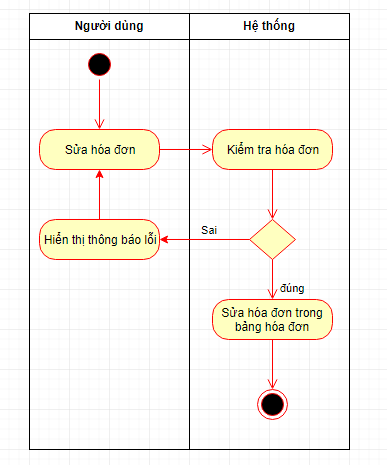 Người dùng
Hệ thống
Sửa hóa đơn
Kiểm tra hóa đơn
Hiển thị thông báo lỗi
Sai
đúng
Sửa hóa đơn trong
bảng hóa đơn